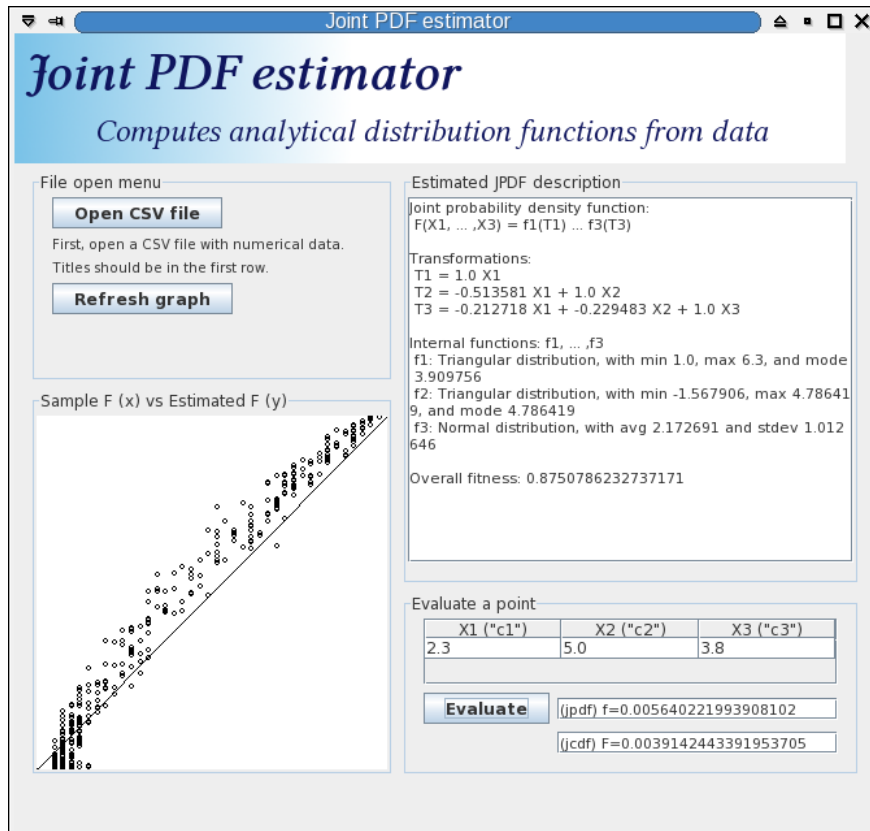 Joint PDF estimator
Joint PDF estimator
Computes analytical distribution functions from data
File open menu
Open CSV file
First, open a CSV file with numerical data.
Titles should be in the first row.
Refresh graph
Sample F (x) vs Estimated F (y)
Estimated JPDF description
Joint probability density function:
F(X1, ... ,X3) = f1(T1) ... f3(T3)
Transformations:
T1 = 1.0 X1
T2 = -0.513581 X1 + 1.0 X2
T3 = -0.212718 X1 + -0.229483 X2 + 1.0 X3
Internal functions: f1, ... ,f3
f1: Triangular distribution, with min 1.0, max 6.3, and mode
3.909756
f2: Triangular distribution, with min -1.567906, max 4.78641
9, and mode 4.786419
f3: Normal distribution, with avg 2.172691 and stdev 1.012
646
Overall fitness: 0.8750786232737171
Evaluate a point
X1 ("c1") X2 ("c2") X3 ("c3")
2.3 5.0 3.8
Evaluate
(jpdf) f=0.005640221993908102
(jcdf) F=0.0039142443391953705